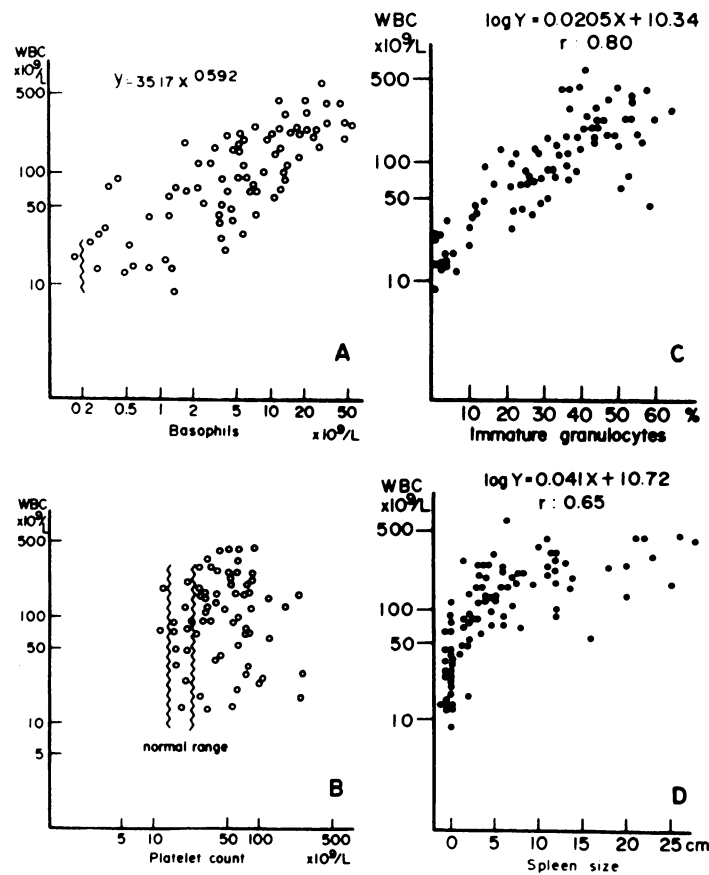 WBC
x10⁹/L
y=3517 x 0.592
500
100
50
10
A
0.2 0.5 1 2 5 10 20 50
Basophils x10⁹/L
WBC
x10⁹/L
log Y=0.0205X+10.34
r : 0.80
500
100
50
10
C
10 20 30 40 50 60 %
Immature granulocytes
WBC
x10⁹/L
500
100
50
10
5
normal range
B
5 10 50 100 500
Platelet count x10⁹/L
WBC
x10⁹/L
log Y=0.041X+10.72
r : 0.65
500
100
50
10
D
0 5 10 15 20 25 cm
Spleen size